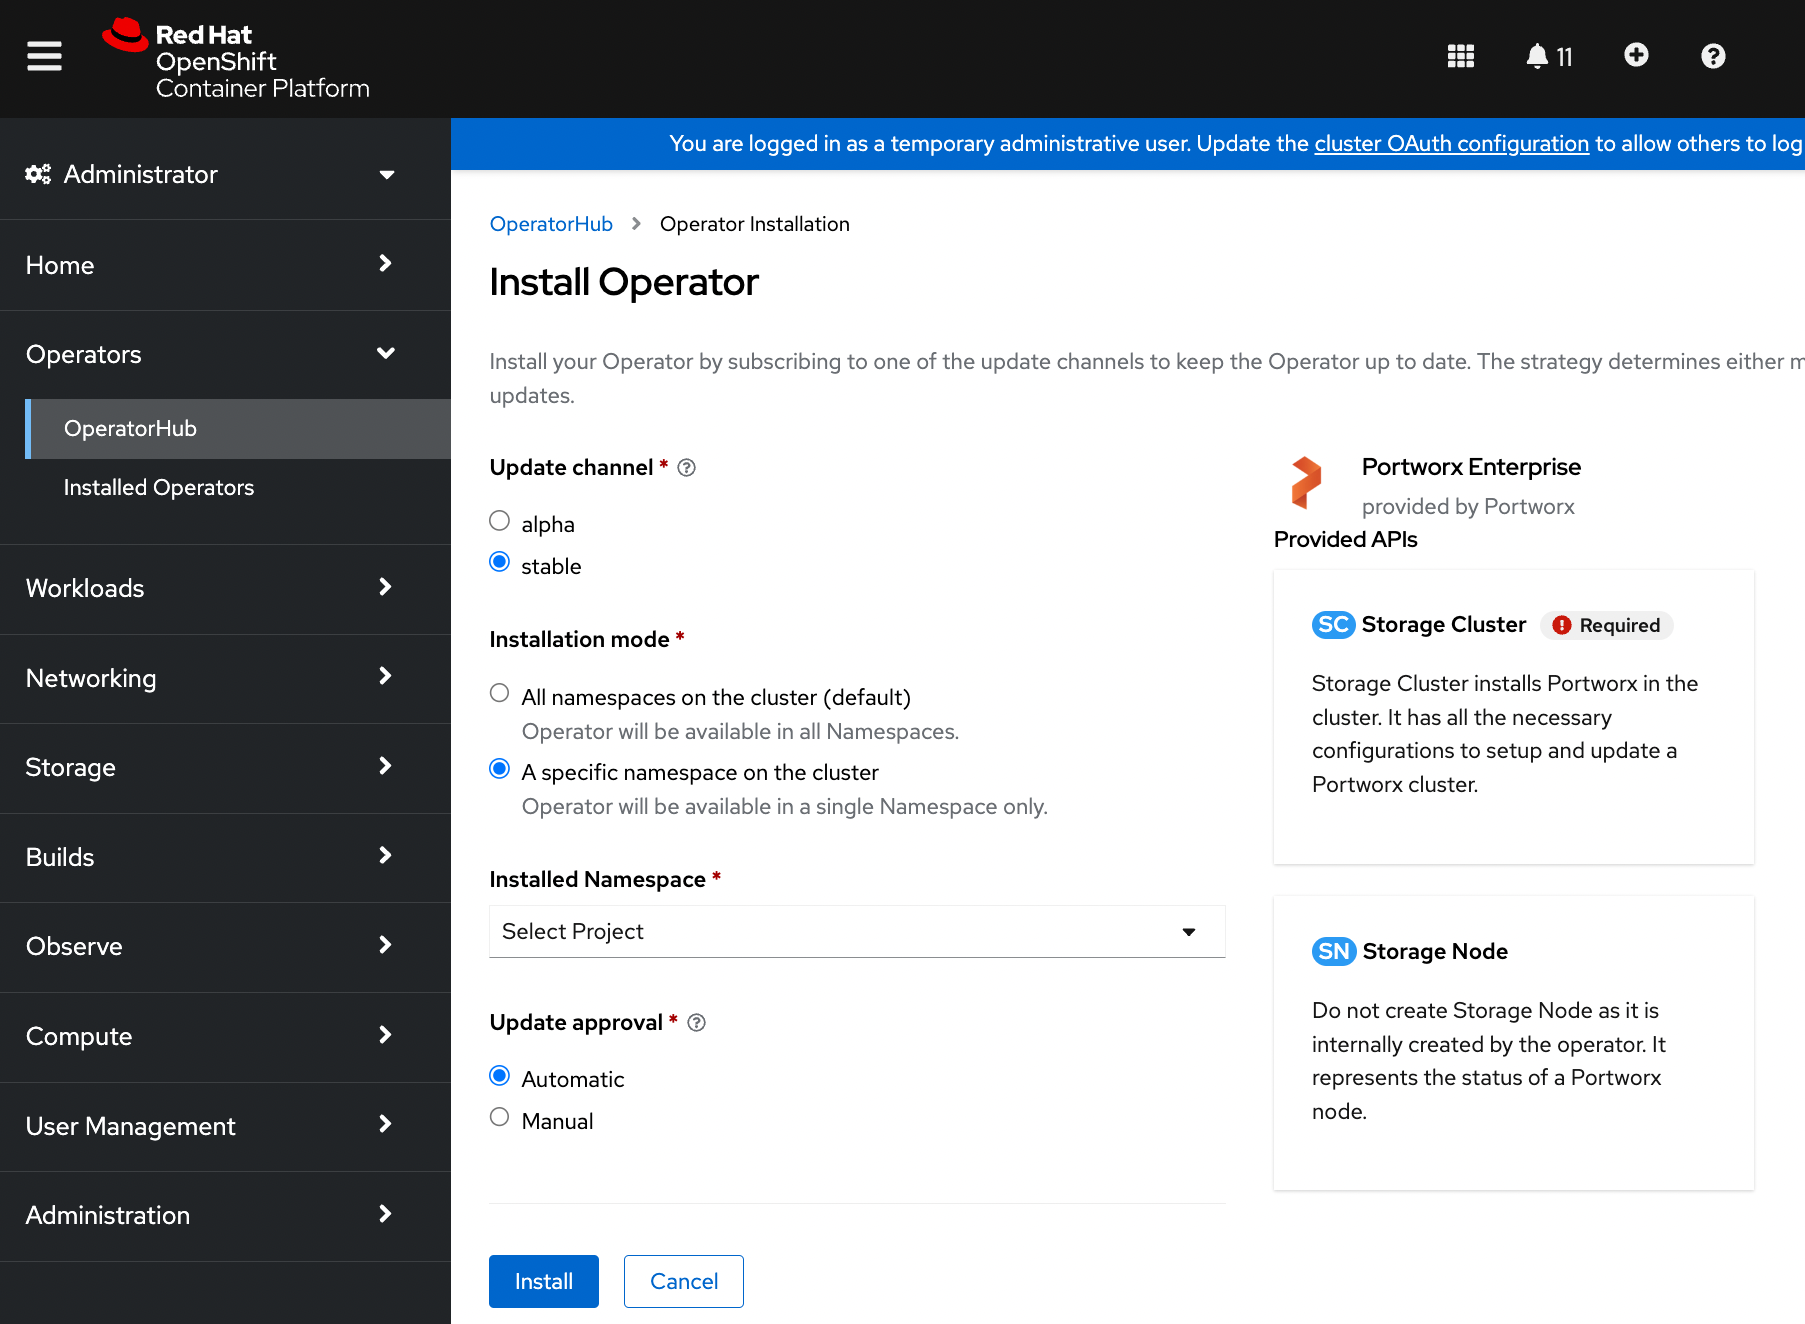 Red Hat
OpenShift
Container Platform
11
Administrator
Home
Operators
OperatorHub
Installed Operators
Workloads
Networking
Storage
Builds
Observe
Compute
User Management
Administration
You are logged in as a temporary administrative user. Update the cluster OAuth configuration to allow others to log
OperatorHub > Operator Installation
Install Operator
Install your Operator by subscribing to one of the update channels to keep the Operator up to date. The strategy determines either m
updates.
Update channel *
alpha
stable
Installation mode *
All namespaces on the cluster (default)
Operator will be available in all Namespaces.
A specific namespace on the cluster
Operator will be available in a single Namespace only.
Installed Namespace *
Select Project
Update approval *
Automatic
Manual
Install
Cancel
Portworx Enterprise
provided by Portworx
Provided APIs
SC Storage Cluster Required
Storage Cluster installs Portworx in the
cluster. It has all the necessary
configurations to setup and update a
Portworx cluster.
SN Storage Node
Do not create Storage Node as it is
internally created by the operator. It
represents the status of a Portworx
node.